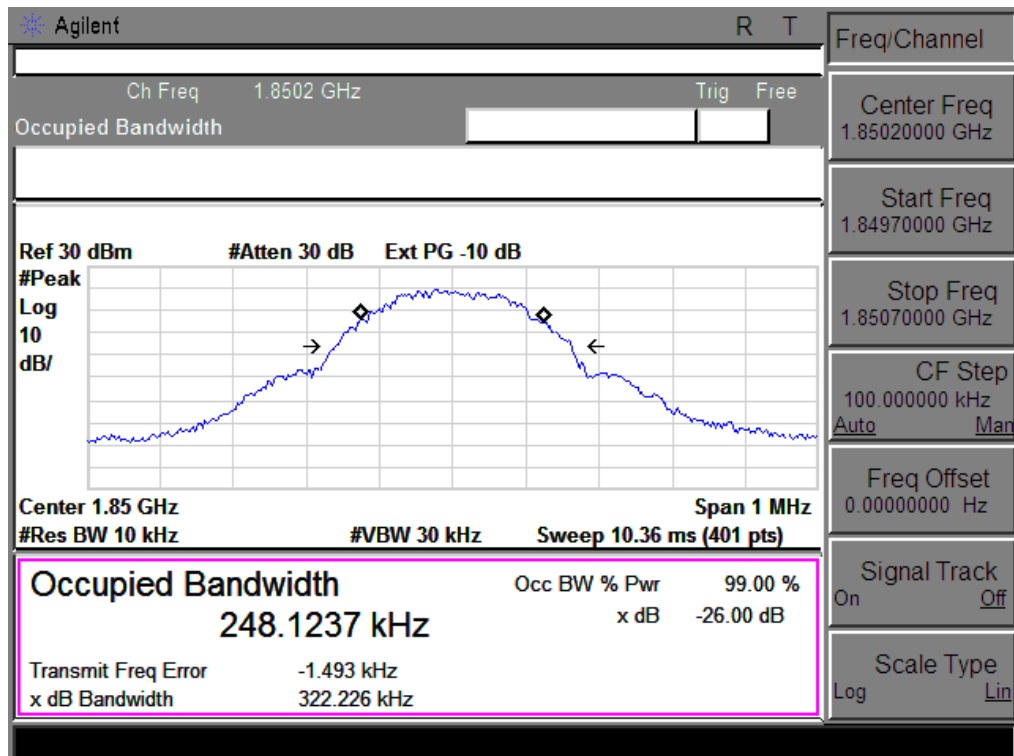 Agilent R T
Ch Freq 1.8502 GHz Trig Free
Occupied Bandwidth
Ref 30 dBm #Atten 30 dB Ext PG -10 dB
#Peak
Log
10
dB/
Center 1.85 GHz Span 1 MHz
#Res BW 10 kHz #VBW 30 kHz Sweep 10.36 ms (401 pts)
Occupied Bandwidth Occ BW % Pwr 99.00 %
248.1237 kHz x dB -26.00 dB
Transmit Freq Error -1.493 kHz
x dB Bandwidth 322.226 kHz
Freq/Channel
Center Freq
1.85020000 GHz
Start Freq
1.84970000 GHz
Stop Freq
1.85070000 GHz
CF Step
100.000000 kHz
Auto Man
Freq Offset
0.00000000 Hz
Signal Track
On Off
Scale Type
Log Lin